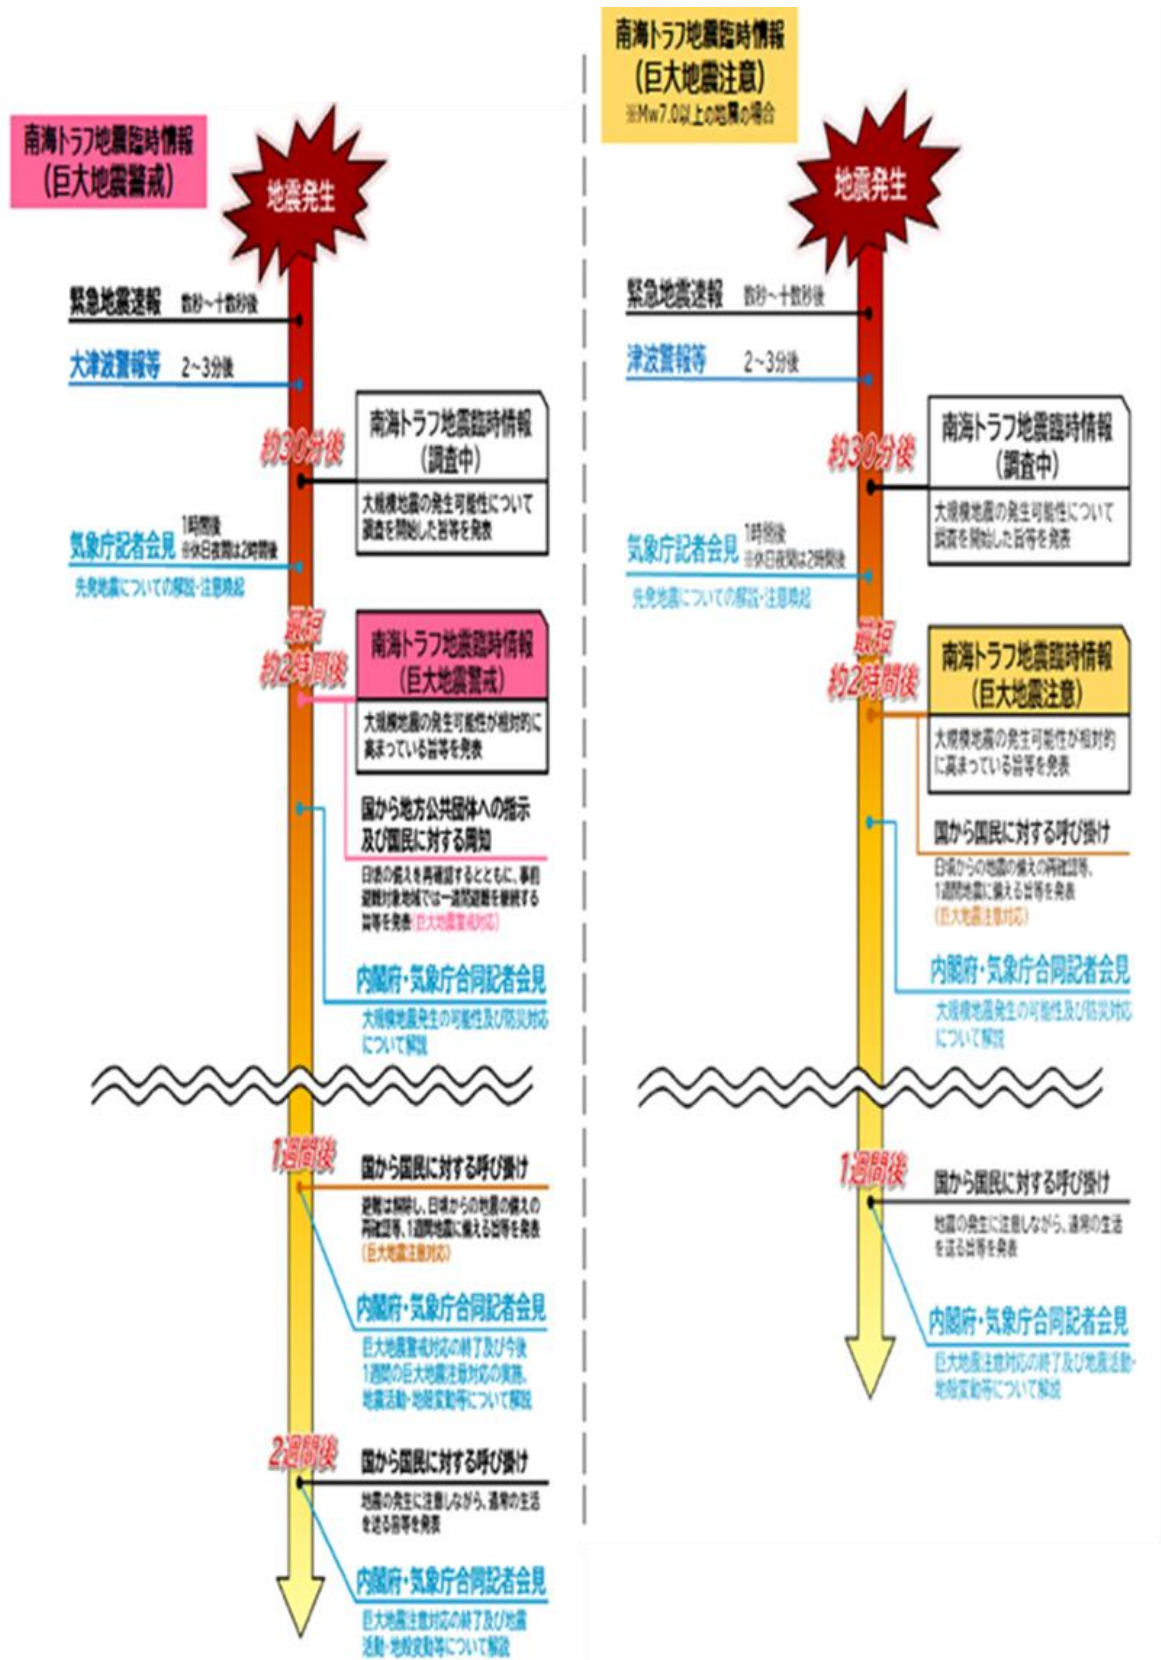 南海トラフ地震臨時情報
（巨大地震警戒）
地震発生
緊急地震速報 数秒～十数秒後
大津波警報等 2～3分後
約30分後
南海トラフ地震臨時情報
（調査中）
大規模地震の発生可能性について
調査を開始した旨等を発表
気象庁記者会見 1時間後
※休日夜間は2時間後
先発地震についての解説・注意喚起
最短
約2時間後
南海トラフ地震臨時情報
（巨大地震警戒）
大規模地震の発生可能性が相対的に
高まっている旨等を発表
国から地方公共団体への指示
及び国民に対する周知
日頃の備えを再確認するとともに、事前
避難対象地域では一週間避難を継続する
旨等を発表（巨大地震警戒対応）
内閣府・気象庁合同記者会見
大規模地震発生の可能性及び防災対応
について解説
1週間後
国から国民に対する呼び掛け
避難は解除し、日頃からの地震の備えの
再確認等、1週間地震に備える旨等を発表
（巨大地震注意対応）
内閣府・気象庁合同記者会見
巨大地震警戒対応の終了及び今後
1週間の巨大地震注意対応の実施、
地震活動・地殻変動等について解説
2週間後
国から国民に対する呼び掛け
地震の発生に注意しながら、通常の生活
を送る旨等を発表
内閣府・気象庁合同記者会見
巨大地震注意対応の終了及び地震
活動・地殻変動等について解説
南海トラフ地震臨時情報
（巨大地震注意）
※Mw7.0以上の地震の場合
地震発生
緊急地震速報 数秒～十数秒後
津波警報等 2～3分後
約30分後
南海トラフ地震臨時情報
（調査中）
大規模地震の発生可能性について
調査を開始した旨等を発表
気象庁記者会見 1時間後
※休日夜間は2時間後
先発地震についての解説・注意喚起
最短
約2時間後
南海トラフ地震臨時情報
（巨大地震注意）
大規模地震の発生可能性が相対的
に高まっている旨等を発表
国から国民に対する呼び掛け
日頃からの地震の備えの再確認等、
1週間地震に備える旨等を発表
（巨大地震注意対応）
内閣府・気象庁合同記者会見
大規模地震発生の可能性及び防災対応
について解説
1週間後
国から国民に対する呼び掛け
地震の発生に注意しながら、通常の生活
を送る旨等を発表
内閣府・気象庁合同記者会見
巨大地震注意対応の終了及び地震活動・
地殻変動等について解説